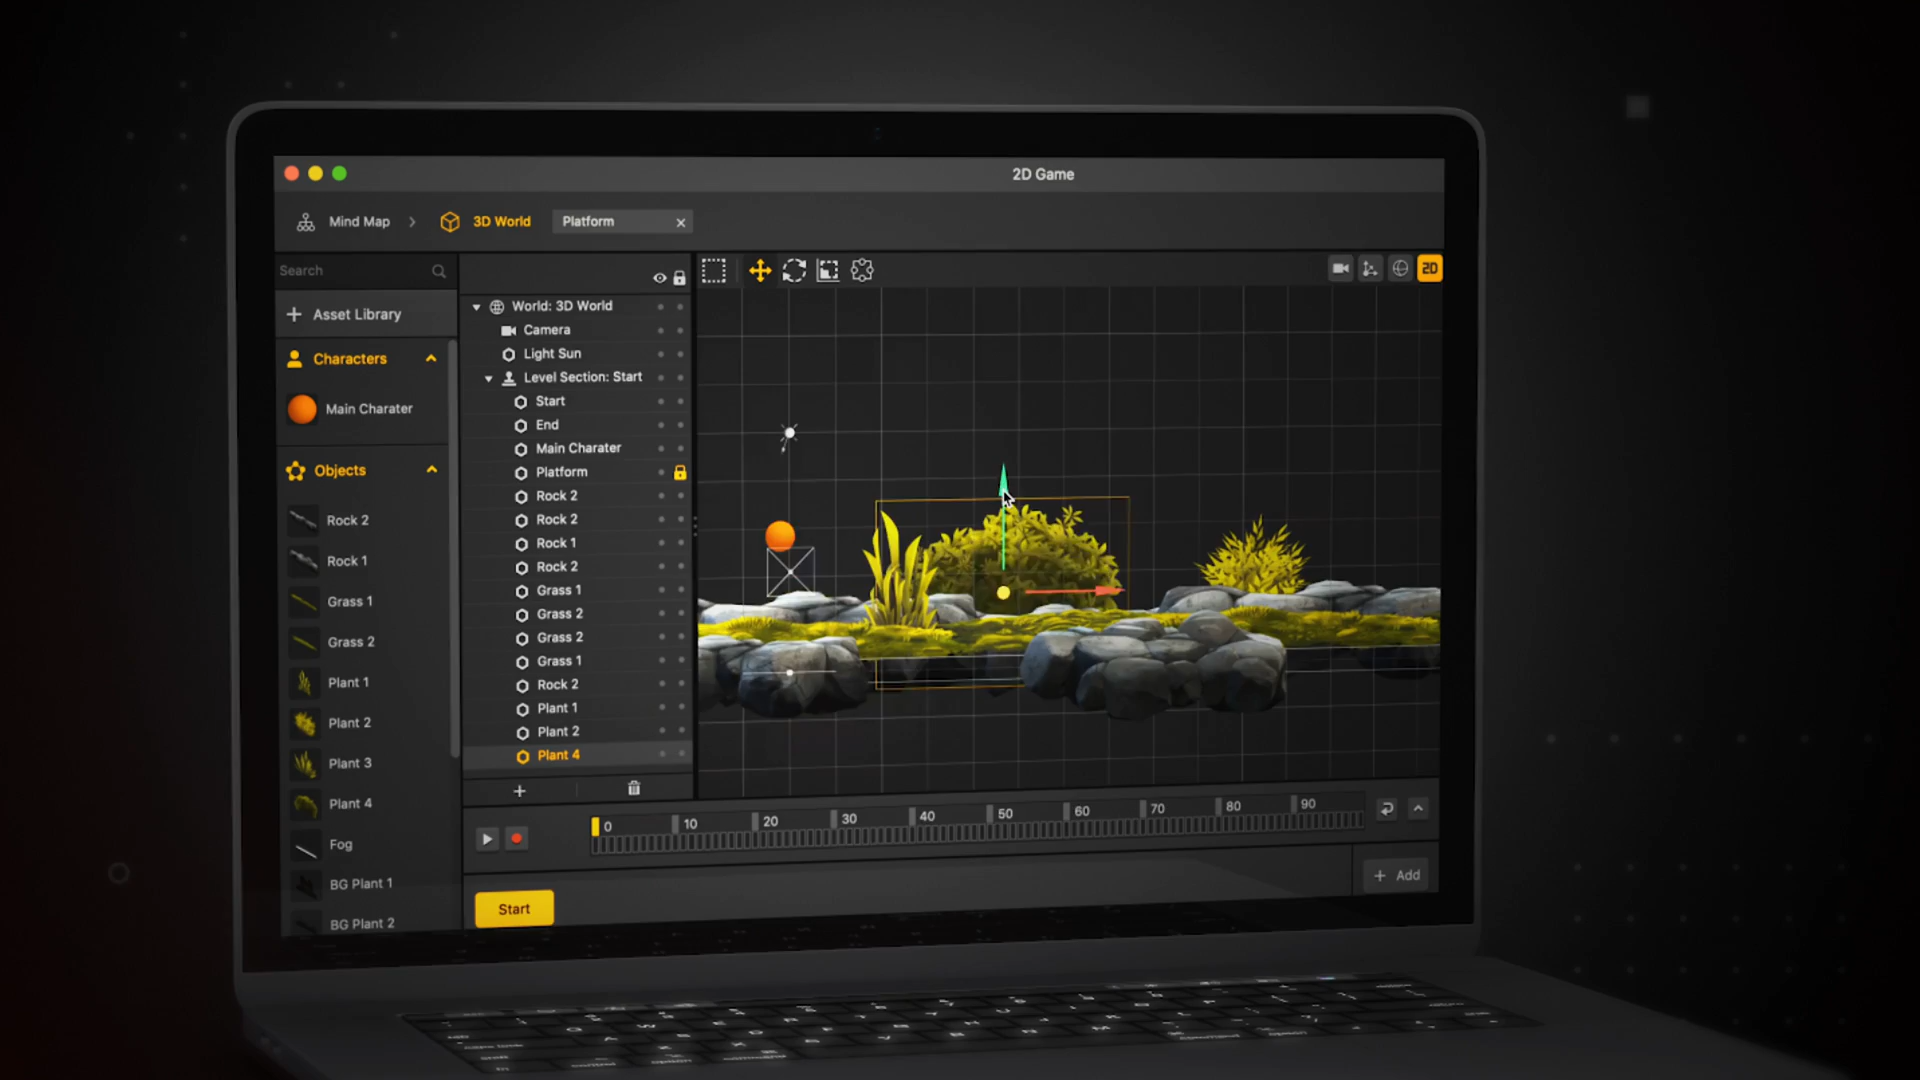 2D Game
Mind Map
3D World
Platform
Search
Asset Library
Characters
Main Charater
Objects
Rock 2
Rock 1
Grass 1
Grass 2
Plant 1
Plant 2
Plant 3
Plant 4
Fog
BG Plant 1
BG Plant 2
World: 3D World
Camera
Light Sun
Level Section: Start
Start
End
Main Charater
Platform
Rock 2
Rock 2
Rock 1
Rock 2
Grass 1
Grass 2
Grass 2
Grass 1
Rock 2
Plant 1
Plant 2
Plant 4
2D
0 10 20 30 40 50 60 70 80 90
Add
Start